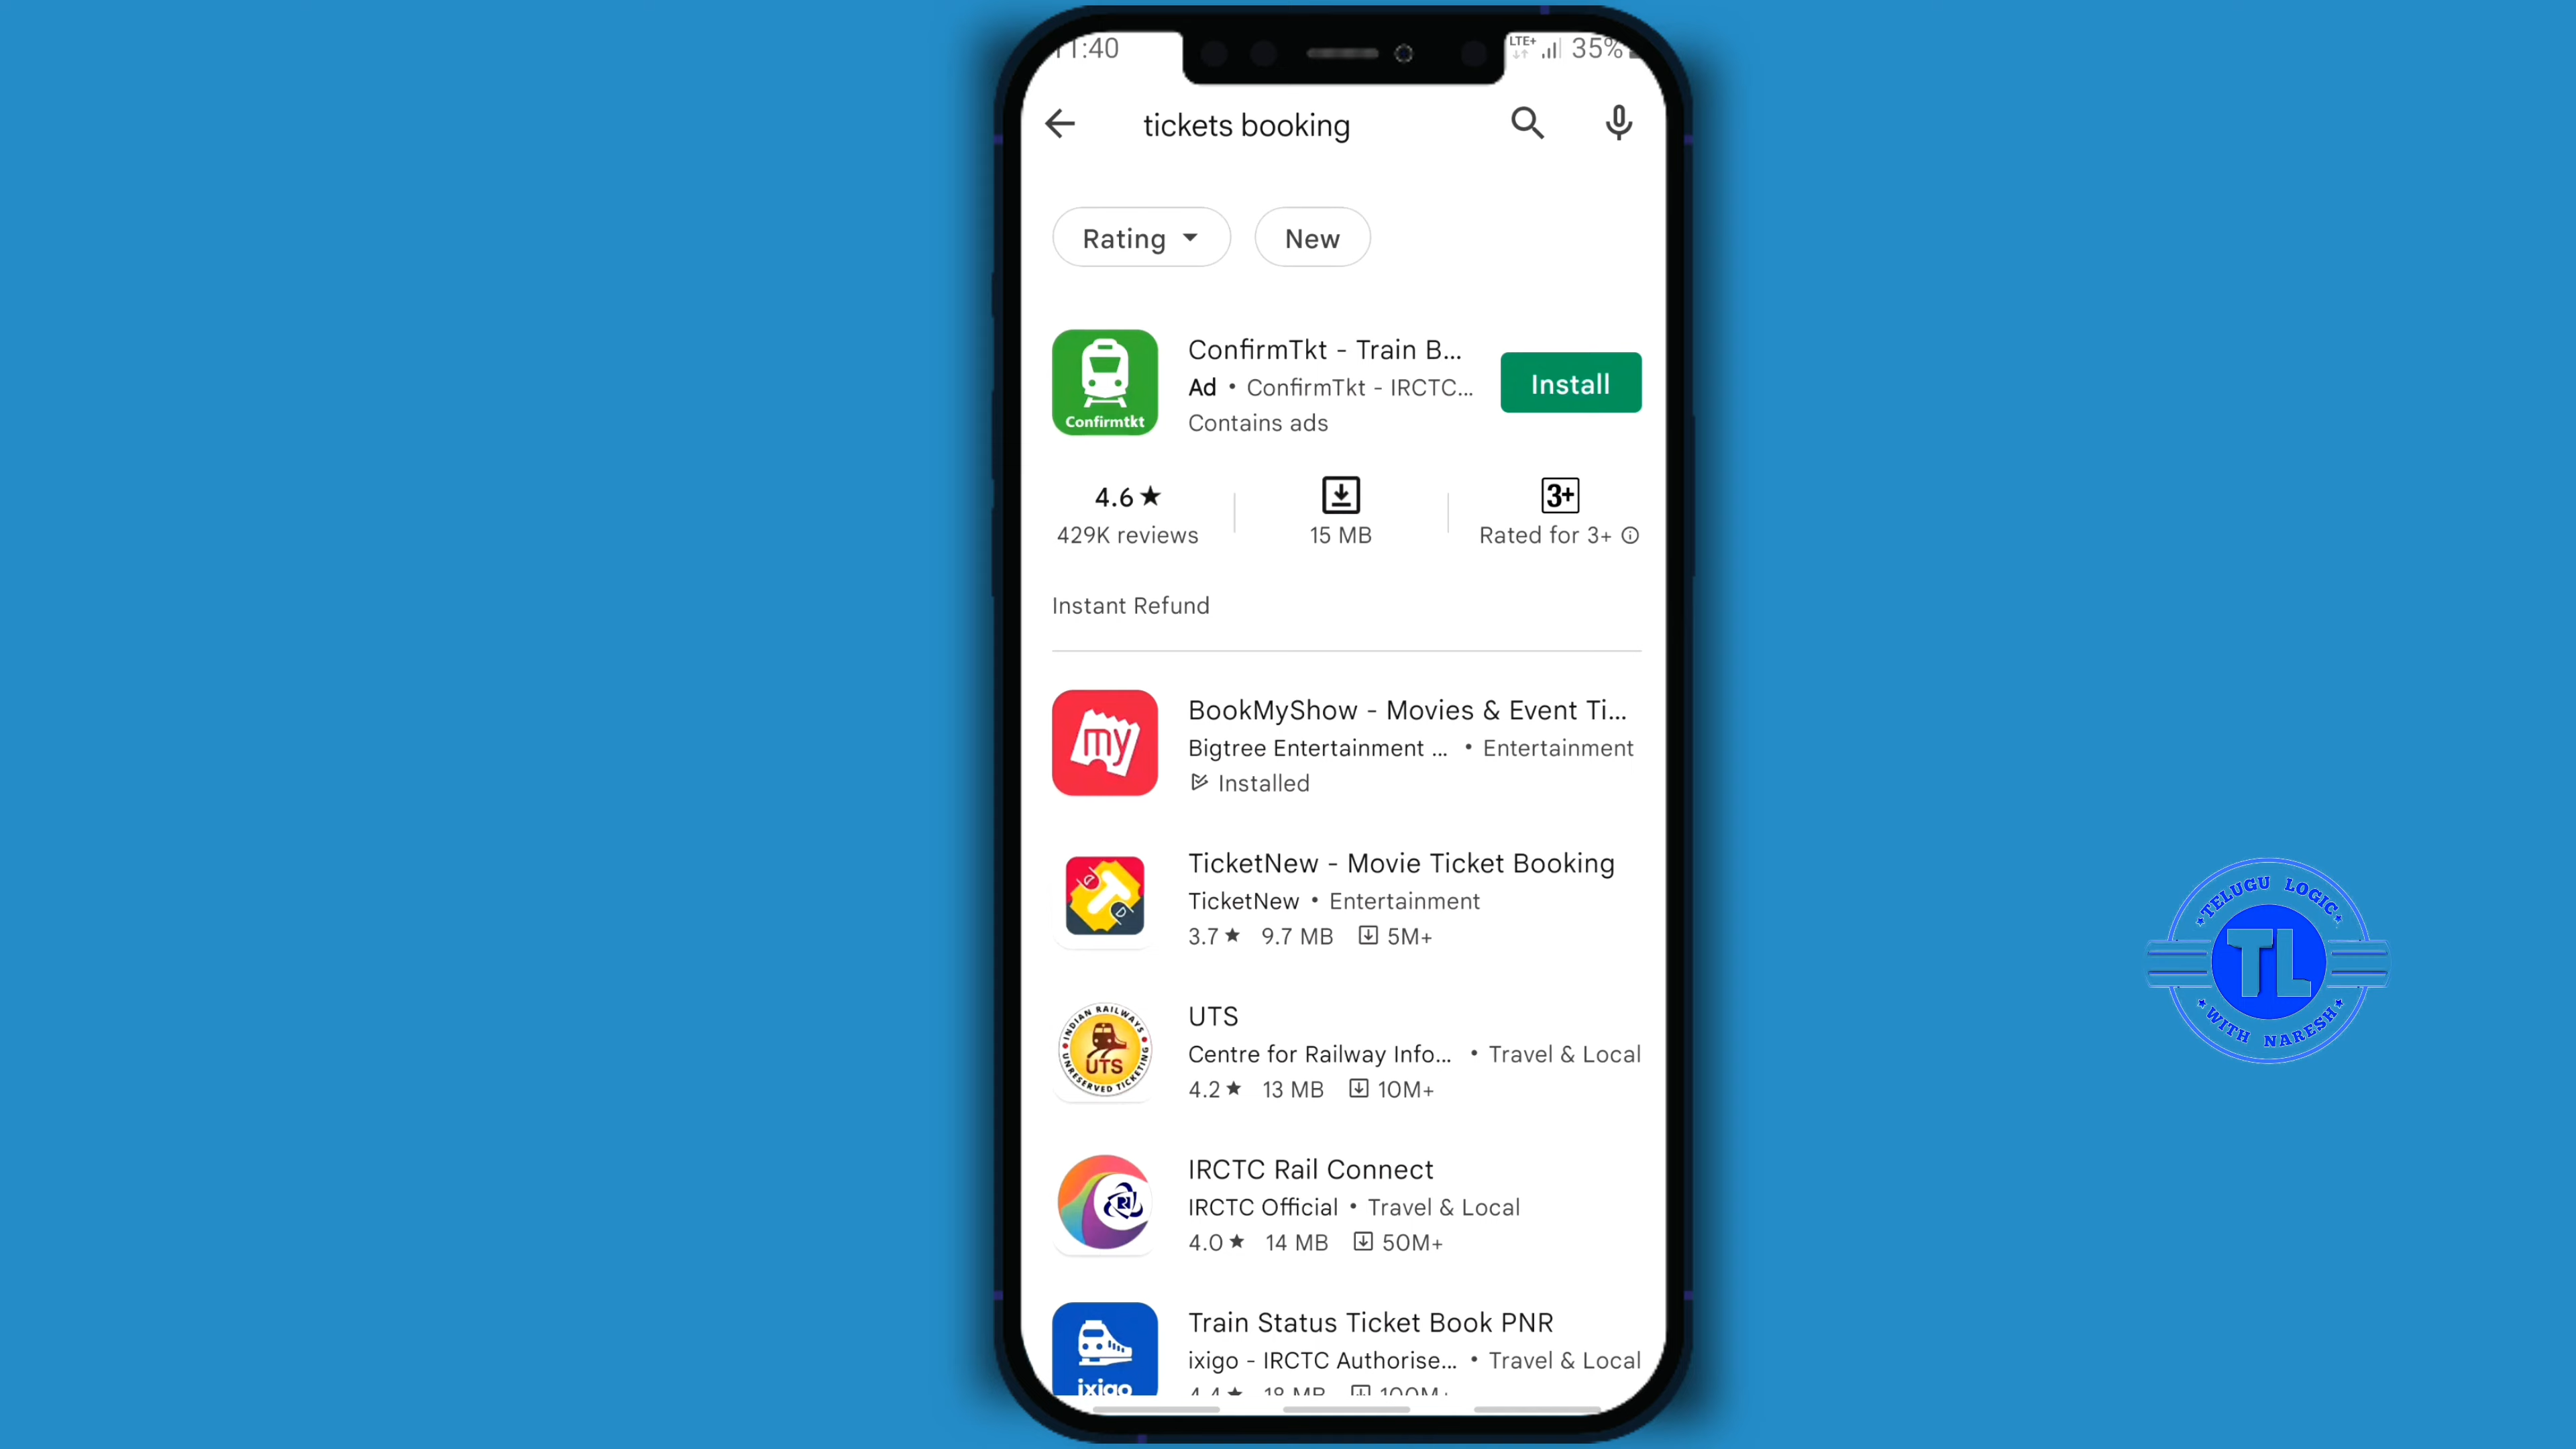 11:40
LTE+ 35%
tickets booking
Rating
New
ConfirmTkt - Train B...
Ad • ConfirmTkt - IRCTC...
Contains ads
Install
Confirmtkt
4.6 ★
429K reviews
15 MB
3+
Rated for 3+
Instant Refund
my
BookMyShow - Movies & Event Ti...
Bigtree Entertainment ... • Entertainment
Installed
TicketNew - Movie Ticket Booking
TicketNew • Entertainment
3.7 ★ 9.7 MB 5M+
INDIAN RAILWAYS
UTS
UNRESERVED TICKETING
UTS
Centre for Railway Info... • Travel & Local
4.2 ★ 13 MB 10M+
IRCTC Rail Connect
IRCTC Official • Travel & Local
4.0 ★ 14 MB 50M+
ixigo
Train Status Ticket Book PNR
ixigo - IRCTC Authorise... • Travel & Local
4.4 ★ 18 MB 100M+
TELUGU LOGIC
TL
WITH NARESH